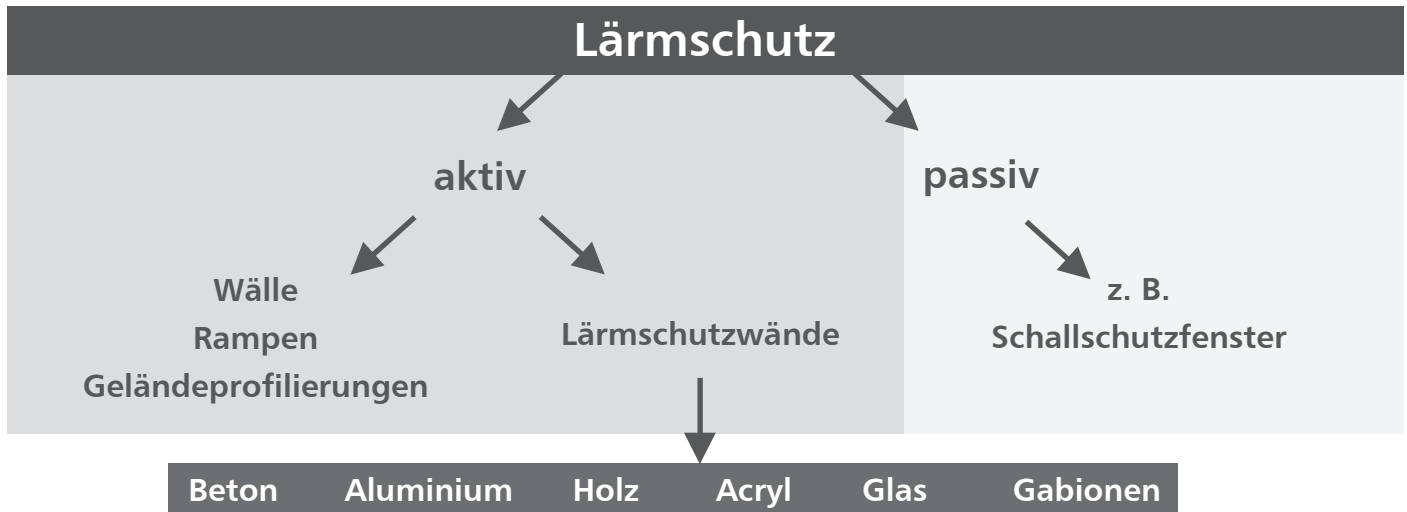 Lärmschutz
aktiv
passiv
Wälle
Rampen
Geländeprofilierungen
Lärmschutzwände
z. B.
Schallschutzfenster
Beton Aluminium Holz Acryl Glas Gabionen